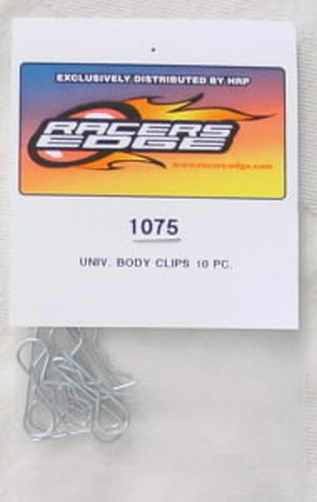 EXCLUSIVELY DISTRIBUTED BY HRP
RACERS
EDGE
www.racersedge.com
1075
UNIV. BODY CLIPS 10 PC.